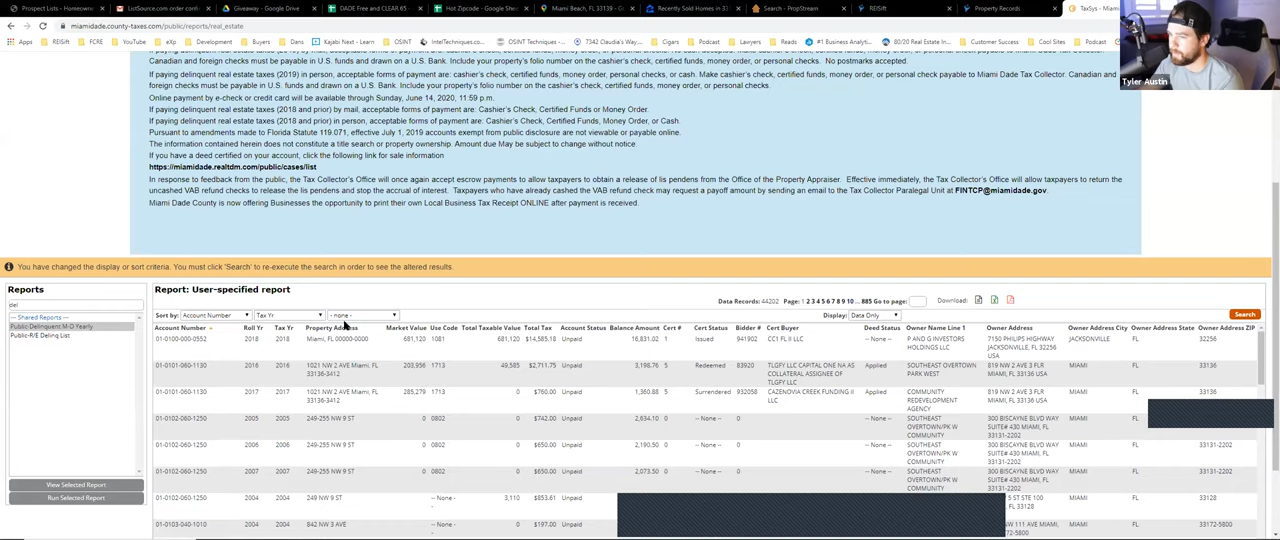 Prospect Lists - Homeown
ListSource.com order con
Giveaway - Google Drive
DADE Free and CLEAR 65 -
Hot Zipcode - Google She
Miami Beach, FL 33139 - G
Recently Sold Homes in 33
Search - PropStream
REISift
Property Records
TaxSys - Miami
miamidade.county-taxes.com/public/reports/real_estate
Apps
REISift
FCRE
YouTube
eXp
Development
Buyers
Dans
Kajabi Next I
OSINT
IntelTechniques.co...
OSINT Techniques
7342 Claudia's Way...
Cigars
Podcast
Lawyers
#1 Business Analyt...
80/20 Real Estate In...
Customer Success
Cool Sites
Podcast
Tyler Austin
Canadian and foreign checks must be payable in U.S. funds and drawn on a U.S. Bank. Include your property's folio number on the cashier's check, certified funds, money order, or personal checks. No postmarks accepted.
If paying delinquent real estate taxes (2019) in person, acceptable forms of payment are: cashier's check, certified funds, money order, personal checks, or cash. Make cashier's check, certified funds, money order, personal check payable to Miami Dade Tax Collector. Canadian and
foreign checks must be payable in U.S. funds and drawn on a U.S. Bank. Include your property's folio number on the cashier's check, certified funds, money order, personal checks.
Online payment by e-check or credit card will be available through Sunday, June 14, 2020, 11:59 p.m.
If paying delinquent real estate taxes (2018 and prior) by mail, acceptable forms of payment are: Cashier's Check, Certified Funds or Money Order.
If paying delinquent real estate taxes (2018 and prior) in person, acceptable forms of payment are: Cashier's Check, Certified Funds, Money Order, or Cash.
Pursuant to amendments made to Florida Statute 119.071, effective July 1, 2019 accounts exempt from public disclosure are not viewable or payable online.
The information contained herein does not constitute a title search or property ownership. Amount due May be subject to change without notice.
If you have a deed certified on your account, click the following link for sale information
https://miamidade.realtdm.com/public/cases/list
In response to feedback from the public, the Tax Collector's Office will once again accept escrow payments to allow taxpayers to obtain a release of lis pendens from the Office of the Property Appraiser. Effective immediately, the Tax Collector's Office will allow taxpayers to return the
uncashed VAB refund checks to release the lis pendens and stop the accrual of interest. Taxpayers who have already cashed the VAB refund check may request a payoff amount by sending an email to the Tax Collector Paralegal Unit at FINTCP@miamidade.gov.
Miami Dade County is now offering Businesses the opportunity to print their own Local Business Tax Receipt ONLINE after payment is received.
You have changed the display or sort criteria. You must click 'Search' to re-execute the search in order to see the altered results.
Reports
del
-- Shared Reports --
Public-Delinquent M-D Yearly
Public-R/E Delinq List
View Selected Report
Run Selected Report
Report: User-specified report
Data Records: 44202 Page: 1 2 3 4 5 6 7 8 9 10 ... 885 Go to page: Download:
Sort by: Account Number Tax Yr - none - Display: Data Only Search
Account Number Roll Yr Tax Yr Property Address Market Value Use Code Total Taxable Value Total Tax Account Status Balance Amount Cert # Cert Status Bidder # Cert Buyer Deed Status Owner Name Line 1 Owner Address Owner Address City Owner Address State Owner Address ZIP
01-0100-000-0552 2018 2018 Miami, FL 00000-0000 681,120 1081 681,120 $14,585.18 Unpaid 16,831.02 1 Issued 941902 CC1 FL II LLC -- None -- P AND G INVESTORS 7150 PHILIPS HIGHWAY JACKSONVILLE FL 32256
HOLDINGS LLC JACKSONVILLE, FL 32256
USA
01-0101-060-1130 2016 2016 1021 NW 2 AVE Miami, FL 203,956 1713 49,585 $2,711.75 Unpaid 3,198.76 5 Redeemed 83920 TLGFY LLC CAPITAL ONE NA AS Applied SOUTHEAST OVERTOWN 819 NW 2 AVE 3 FLR MIAMI FL 33136
33136-3412 COLLATERAL ASSIGNEE OF PARK WEST MIAMI, FL 33136 USA
TLGFY LLC
01-0101-060-1130 2017 2017 1021 NW 2 AVE Miami, FL 285,279 1713 0 $760.00 Unpaid 1,360.88 5 Surrendered 932058 CAZENOVIA CREEK FUNDING II Applied COMMUNITY 819 NW 2 AVE 3 FLR MIAMI FL 33136
33136-3412 LLC REDEVELOPMENT MIAMI, FL 33136 USA
AGENCY
01-0102-060-1250 2005 2005 249-255 NW 9 ST 0 0802 0 $742.00 Unpaid 2,634.10 0 -- None -- 0 -- None -- SOUTHEAST 300 BISCAYNE BLVD WAY MIAMI FL
OVERTOWN/PK W SUITE# 430 MIAMI, FL
COMMUNITY 33131-2202
01-0102-060-1250 2006 2006 249-255 NW 9 ST 0 0802 0 $650.00 Unpaid 2,190.50 0 -- None -- 0 -- None -- SOUTHEAST 300 BISCAYNE BLVD WAY MIAMI FL 33131-2202
OVERTOWN/PK W SUITE# 430 MIAMI, FL
COMMUNITY 33131-2202
01-0102-060-1250 2007 2007 249-255 NW 9 ST 0 0802 0 $650.00 Unpaid 2,073.50 0 -- None -- 0 -- None -- SOUTHEAST 300 BISCAYNE BLVD WAY MIAMI FL 33131-2202
OVERTOWN/PK W SUITE# 430 MIAMI, FL
COMMUNITY 33131-2202
01-0102-060-1250 2004 2004 249 NW 9 ST -- None - 3,110 $853.61 Unpaid 5 ST STE 100 MIAMI FL 33128
- FL 33128
01-0103-040-1010 2004 2004 842 NW 3 AVE -- None - 0 $197.00 Unpaid NW 111 AVE MIAMI, MIAMI FL 33172-5800
- 33172-5800